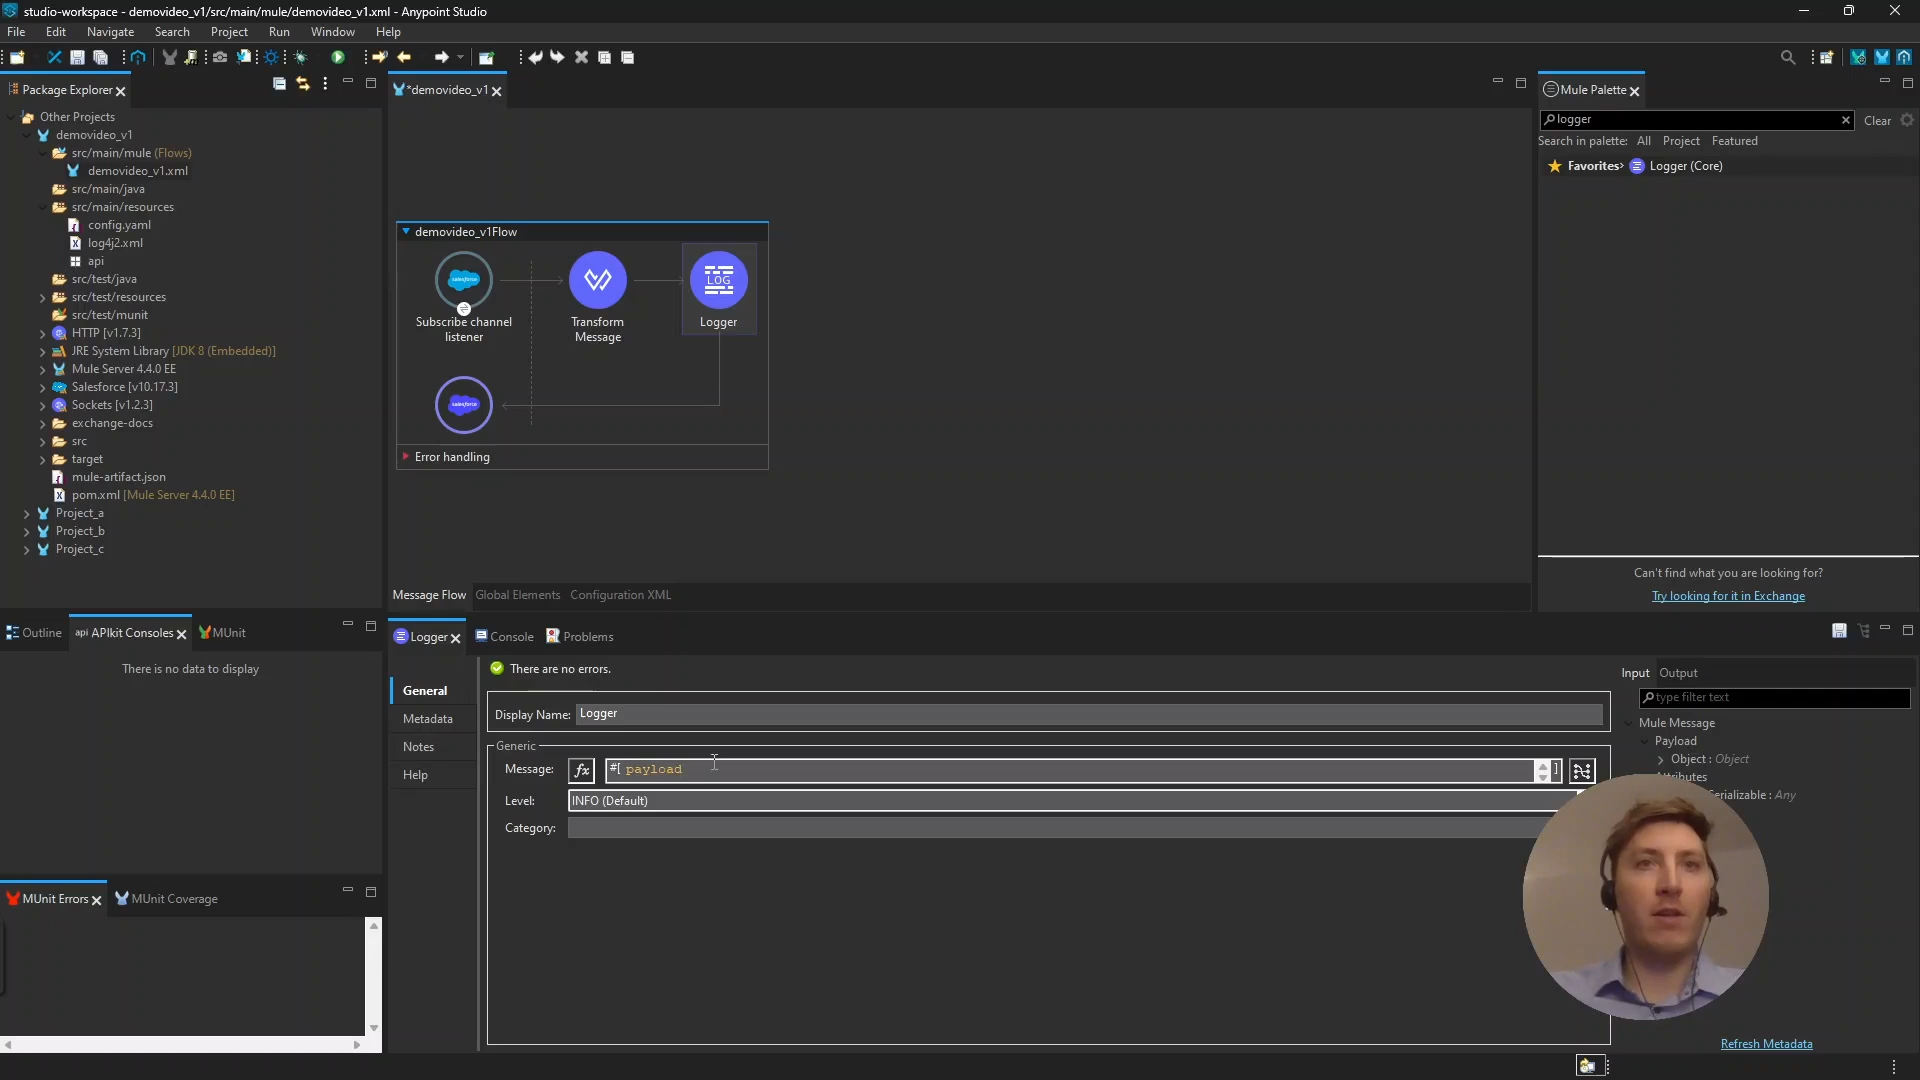 studio-workspace - demovideo_v1/src/main/mule/demovideo_v1.xml - Anypoint Studio
File Edit Navigate Search Project Run Window Help
Package Explorer
*demovideo_v1
Mule Palette
logger
Clear
Search in palette: All Project Featured
Favorites> Logger (Core)
Other Projects
demovideo_v1
src/main/mule (Flows)
demovideo_v1.xml
src/main/java
src/main/resources
config.yaml
log4j2.xml
api
src/test/java
src/test/resources
src/test/munit
HTTP [v1.7.3]
JRE System Library [JDK 8 (Embedded)]
Mule Server 4.4.0 EE
Salesforce [v10.17.3]
Sockets [v1.2.3]
exchange-docs
src
target
mule-artifact.json
pom.xml [Mule Server 4.4.0 EE]
Project_a
Project_b
Project_c
demovideo_v1Flow
salesforce
LOG
Subscribe channel listener
Transform Message
Logger
salesforce
Error handling
Can't find what you are looking for?
Try looking for it in Exchange
Message Flow Global Elements Configuration XML
Outline
api APIkit Consoles
MUnit
There is no data to display
MUnit Errors
MUnit Coverage
Logger
Console
Problems
There are no errors.
General
Metadata
Notes
Help
Display Name: Logger
Generic
Message: fx #[ payload ]
Level: INFO (Default)
Category:
Input Output
type filter text
Mule Message
Payload
Object : Object
Attributes
Serializable : Any
Refresh Metadata